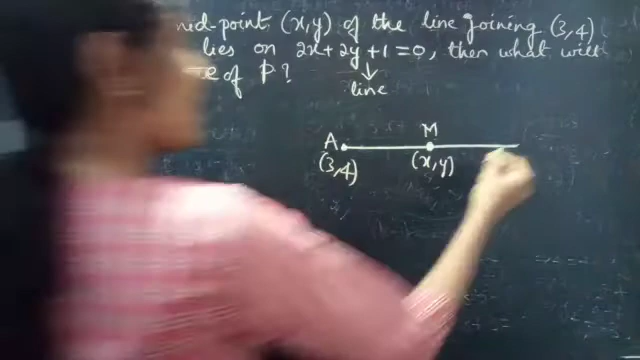 point (x,y) of the line joining (3,4)
lies on 2x+2y+1=0, then what will
of P?
line
A M
(3,4) (x,y)